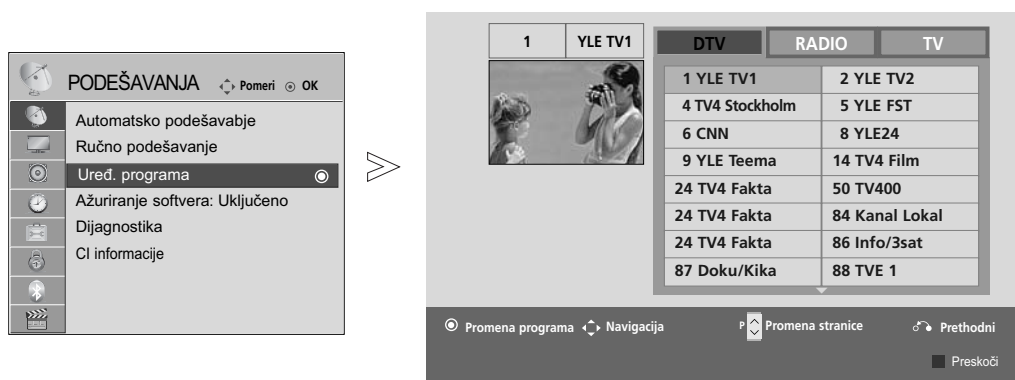 PODEŠAVANJA Pomeri OK
Automatsko podešavabje
Ručno podešavanje
Uređ. programa
Ažuriranje softvera: Uključeno
Dijagnostika
CI informacije
1 YLE TV1
DTV RADIO TV
1 YLE TV1 2 YLE TV2
4 TV4 Stockholm 5 YLE FST
6 CNN 8 YLE24
9 YLE Teema 14 TV4 Film
24 TV4 Fakta 50 TV400
24 TV4 Fakta 84 Kanal Lokal
24 TV4 Fakta 86 Info/3sat
87 Doku/Kika 88 TVE 1
Promena programa Navigacija P Promena stranice Prethodni
Preskoči